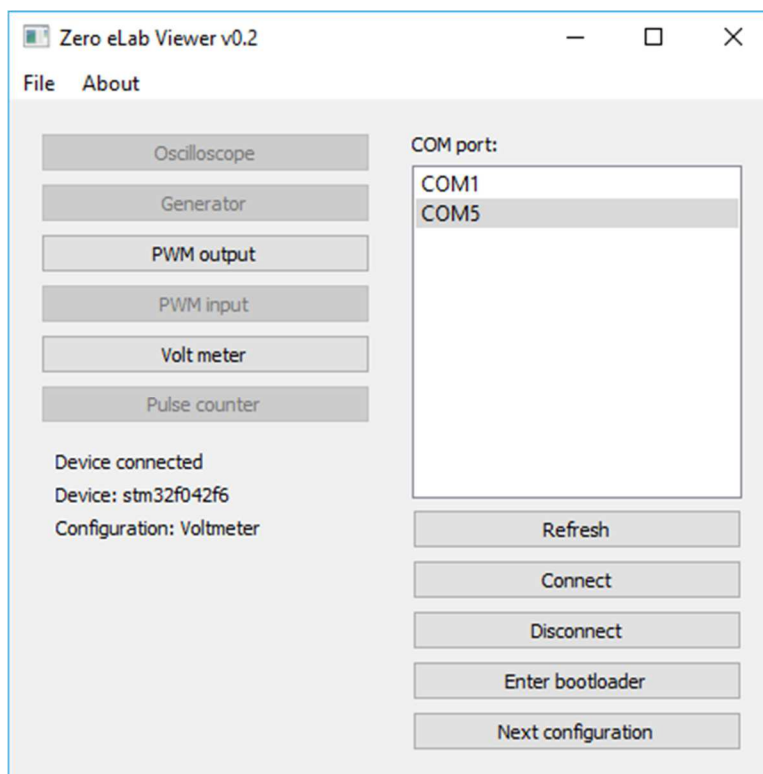 Zero eLab Viewer v0.2
File About
Oscilloscope
Generator
PWM output
PWM input
Volt meter
Pulse counter
Device connected
Device: stm32f042f6
Configuration: Voltmeter
COM port:
COM1
COM5
Refresh
Connect
Disconnect
Enter bootloader
Next configuration